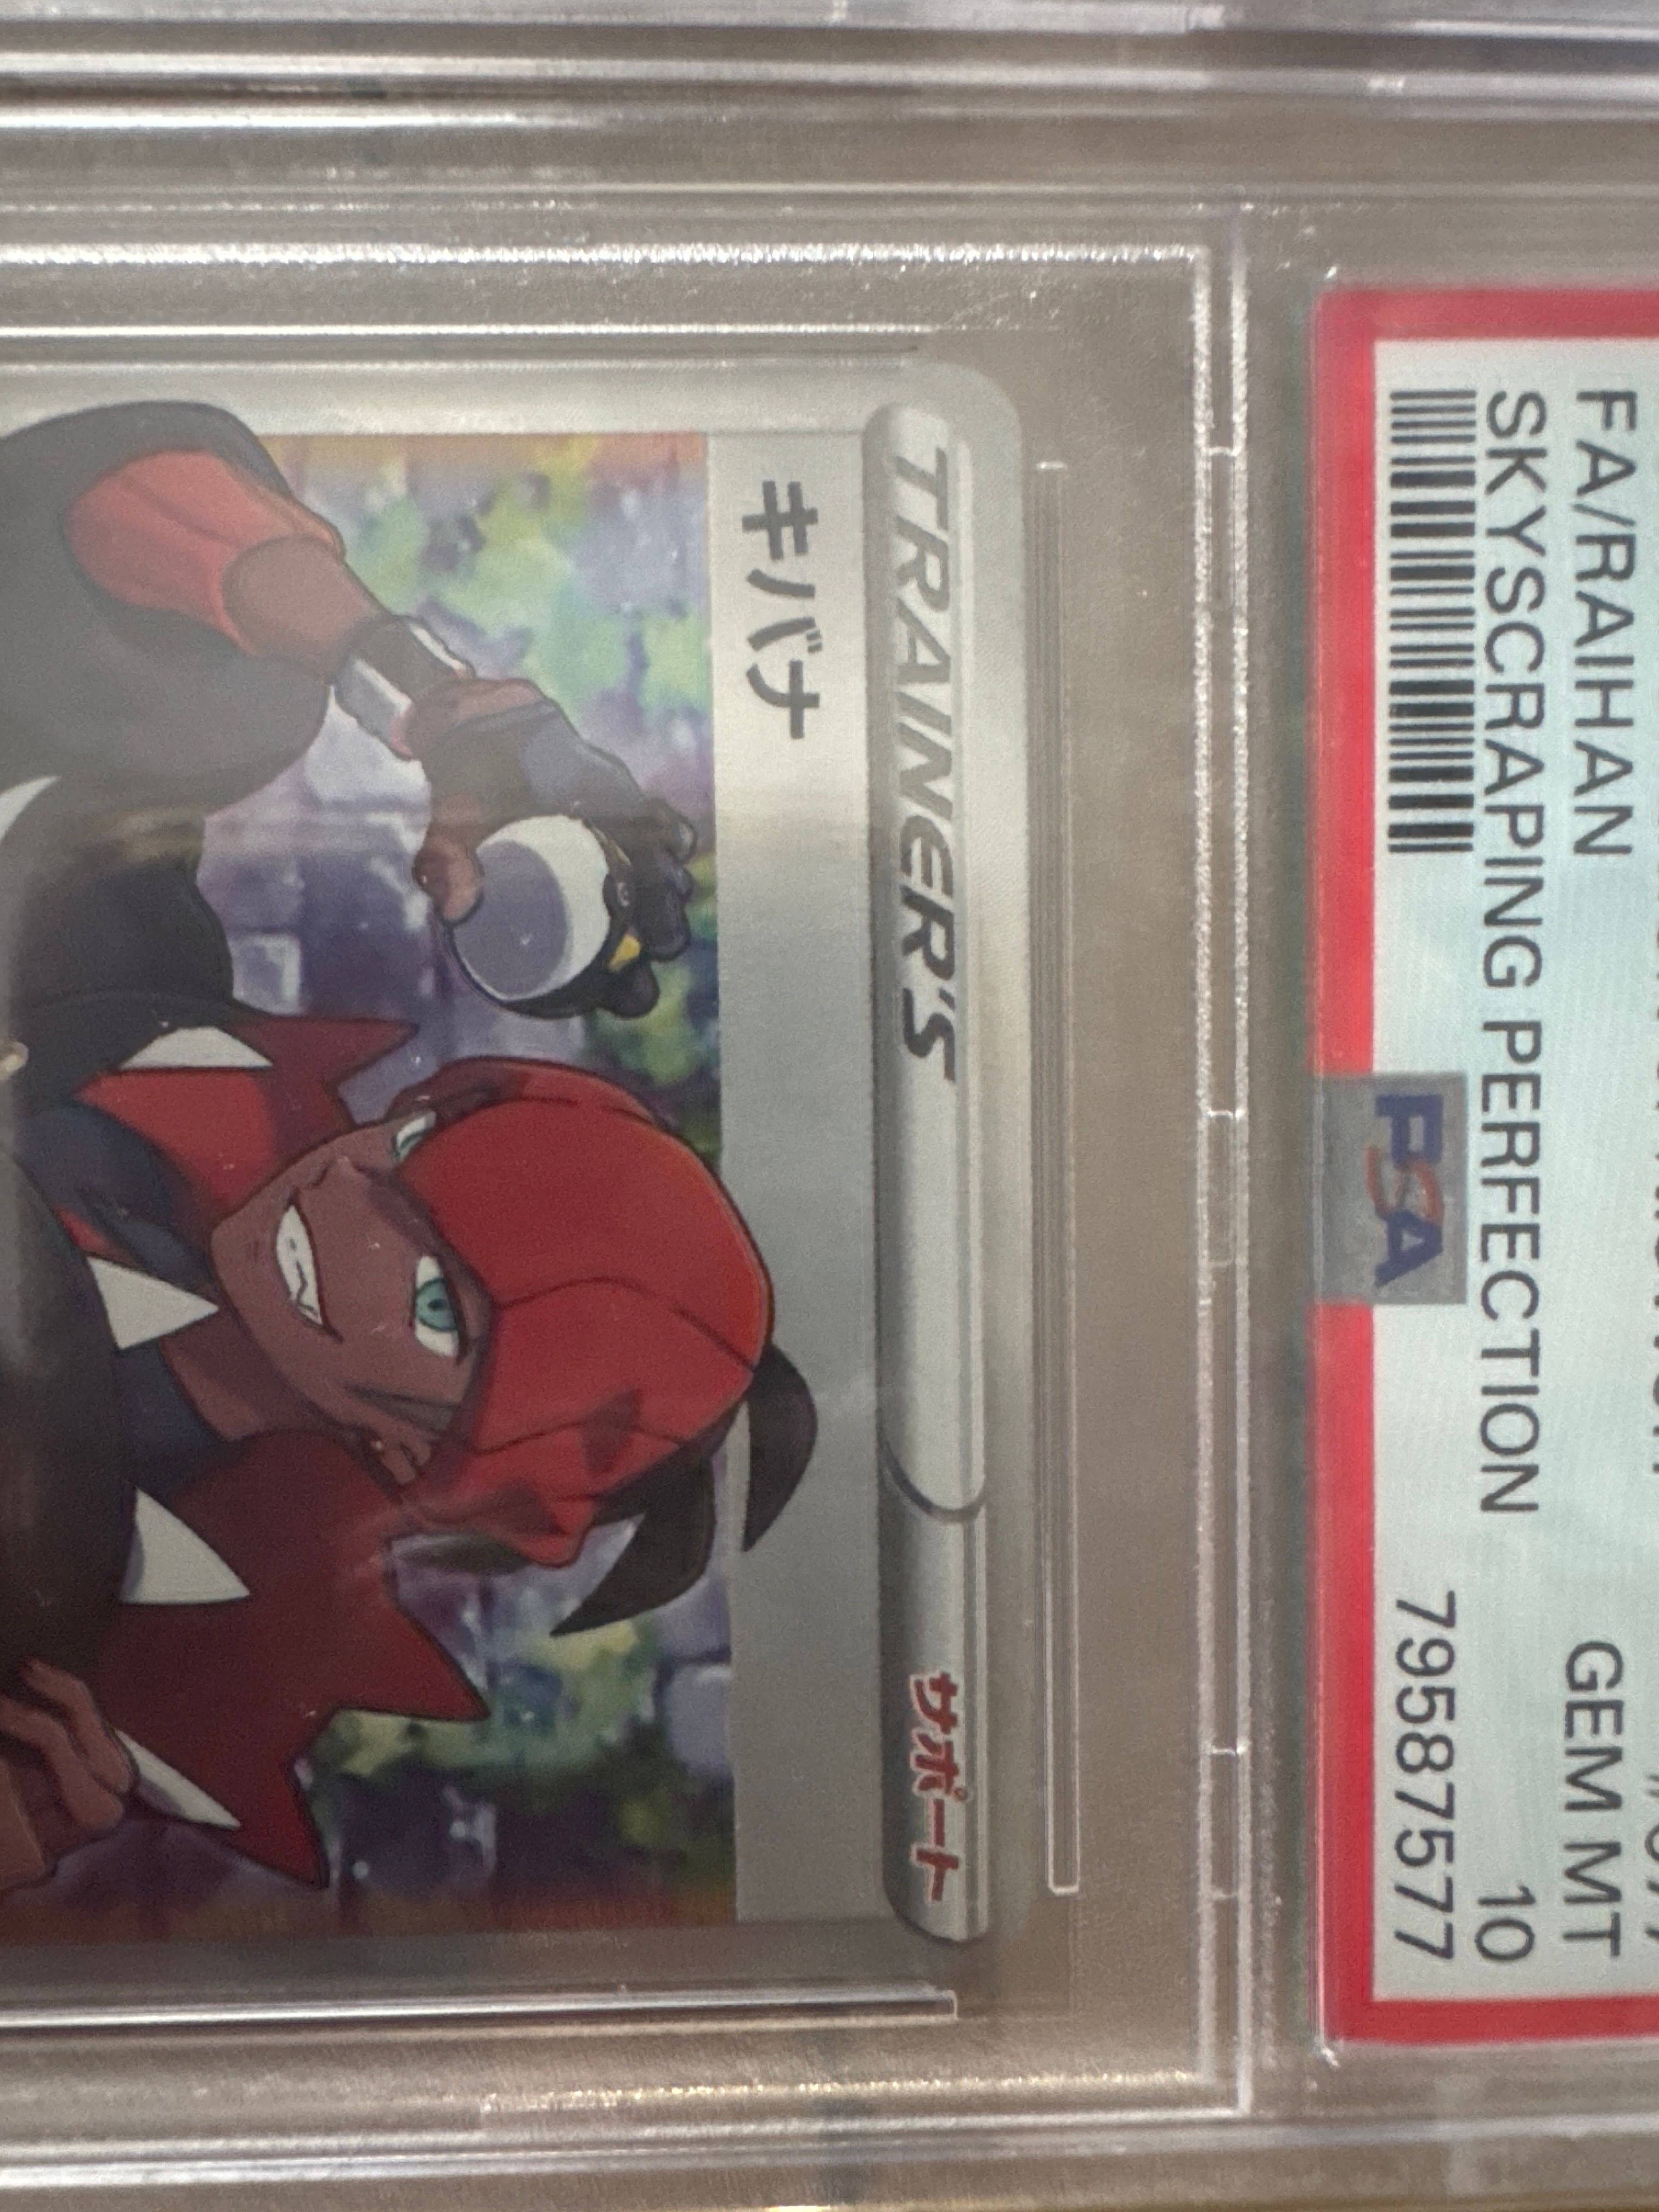 FA/RAIHAN GEM MT
SKYSCRAPING PERFECTION 10
79587577
PSA
TRAINER'S サポート
キバナ